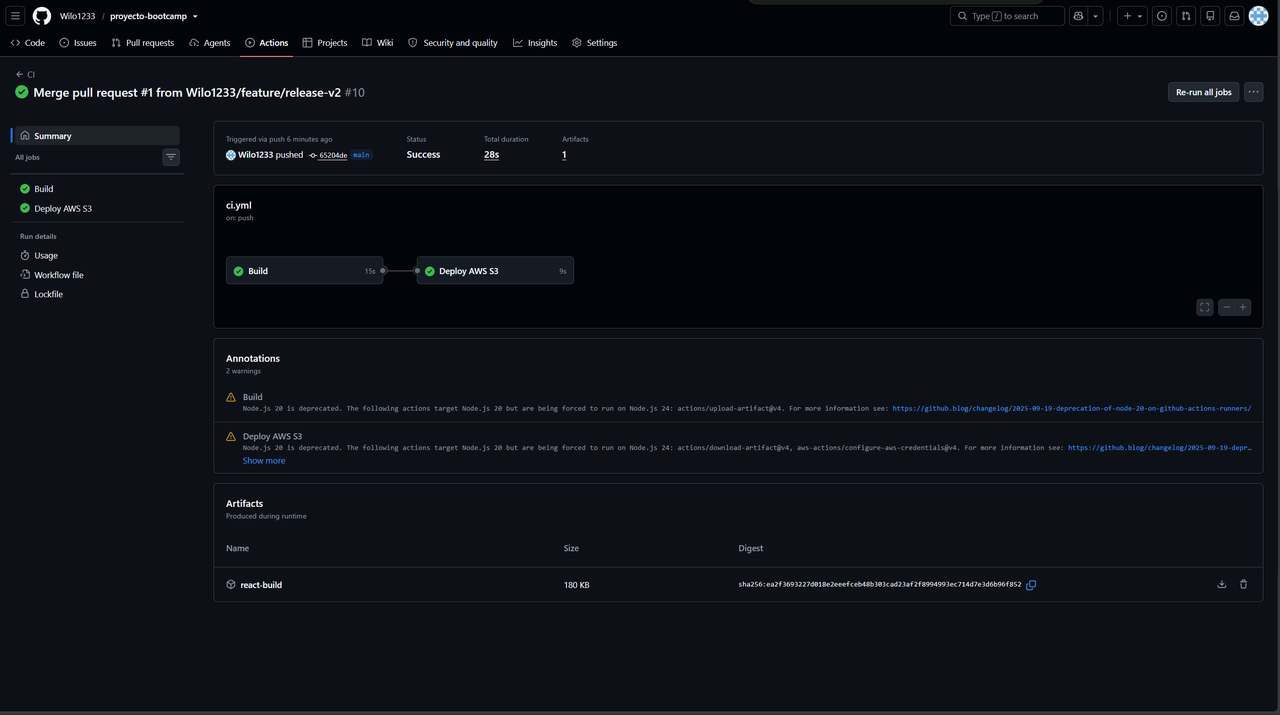 Wilo1233 / proyecto-bootcamp
Type / to search
Code Issues Pull requests Agents Actions Projects Wiki Security and quality Insights Settings
CI
Merge pull request #1 from Wilo1233/feature/release-v2 #10
Re-run all jobs
Summary
All jobs
Build
Deploy AWS S3
Run details
Usage
Workflow file
Lockfile
Triggered via push 6 minutes ago
Wilo1233 pushed 65204de main
Status
Success
Total duration
28s
Artifacts
1
ci.yml
on: push
Build 15s
Deploy AWS S3 9s
Annotations
2 warnings
Build
Node.js 20 is deprecated. The following actions target Node.js 20 but are being forced to run on Node.js 24: actions/upload-artifact@v4. For more information see: https://github.blog/changelog/2025-09-19-deprecation-of-node-20-on-github-actions-runners/
Deploy AWS S3
Node.js 20 is deprecated. The following actions target Node.js 20 but are being forced to run on Node.js 24: actions/download-artifact@v4, aws-actions/configure-aws-credentials@v4. For more information see: https://github.blog/changelog/2025-09-19-depr...
Show more
Artifacts
Produced during runtime
Name Size Digest
react-build 180 KB sha256:ea2f3693227d018e2eeefceb48b303cad23af2f8994993ec714d7e3d6b96f852